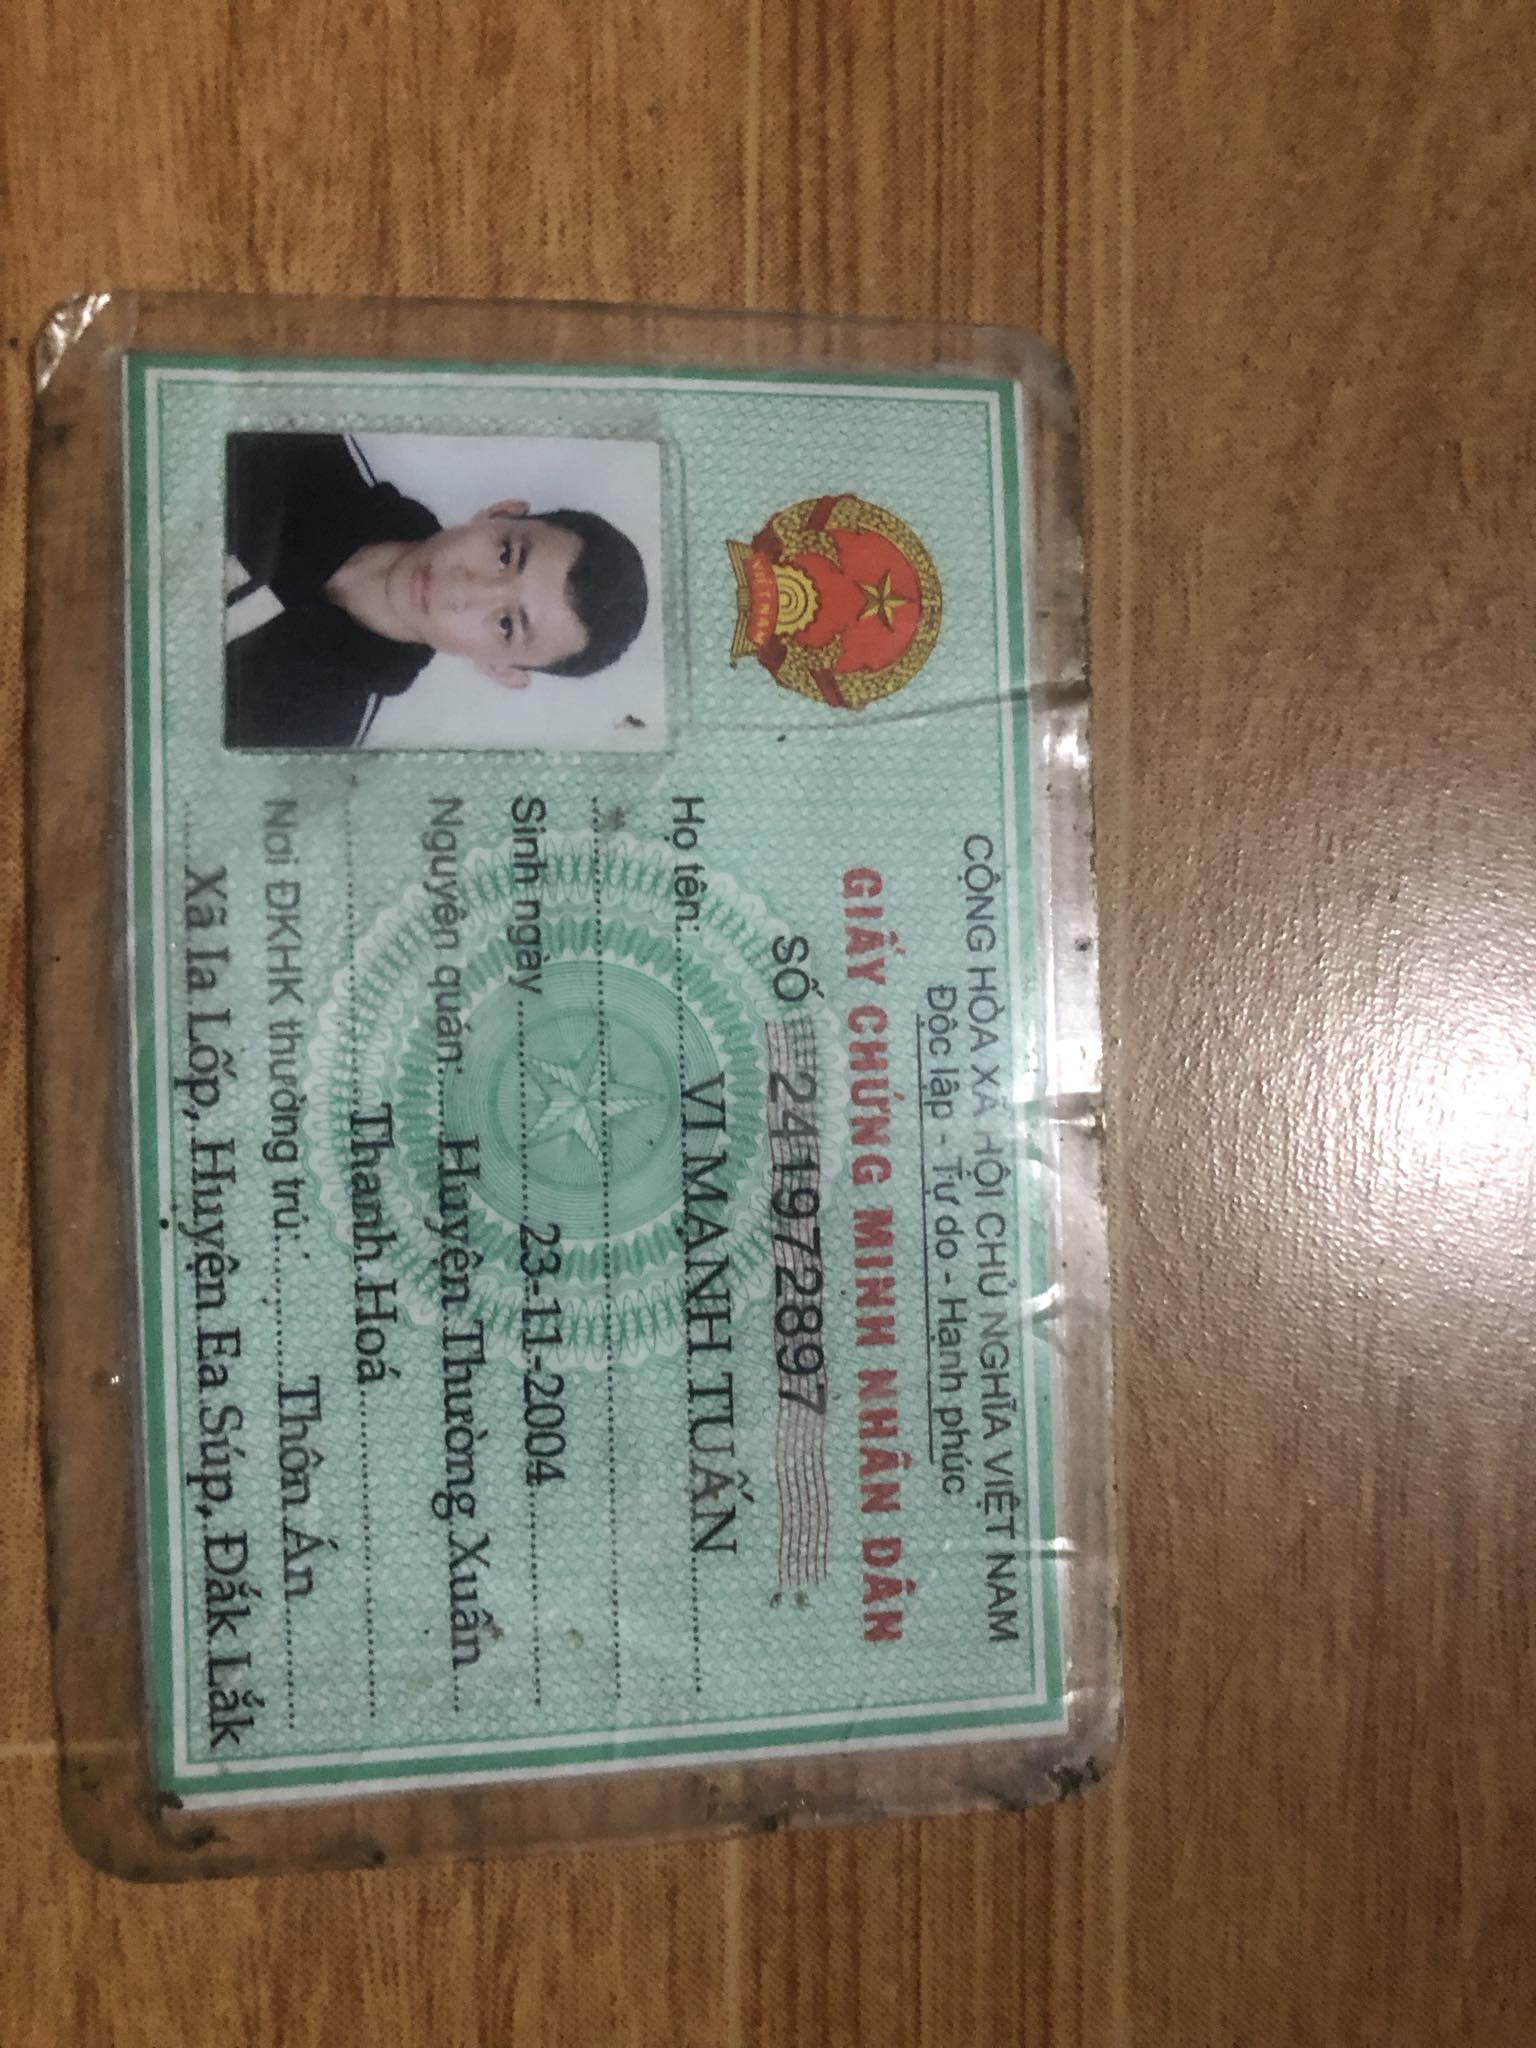 CỘNG HÒA XÃ HỘI CHỦ NGHĨA VIỆT NAM
Độc lập - Tự do - Hạnh phúc
GIẤY CHỨNG MINH NHÂN DÂN
SỐ 241972897
Họ tên: VI MẠNH TUẤN
Sinh ngày 23-11-2004
Nguyên quán: Huyện Thường Xuân
Thanh Hoá
Nơi ĐKHK thường trú: Thôn Án
Xã Ia Lốp, Huyện Ea Súp, Đắk Lắk
VIỆT NAM